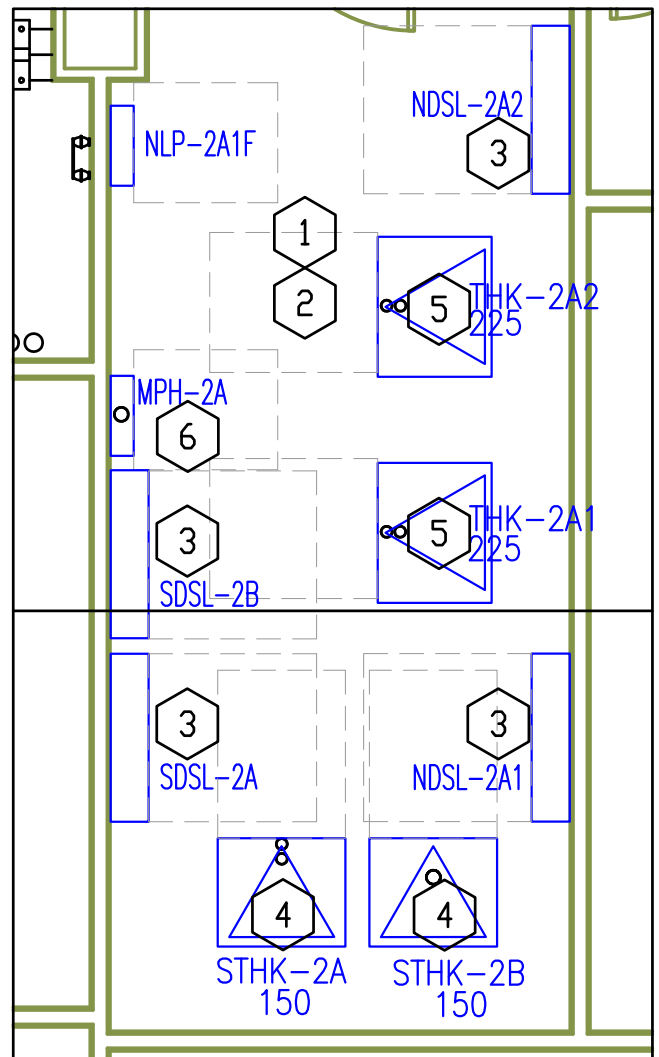 NDSL-2A2
3
NLP-2A1F
1
2
5
THK-2A2
225
MPH-2A
6
5
THK-2A1
225
3
SDSL-2B
3
SDSL-2A
3
NDSL-2A1
4
STHK-2A
150
4
STHK-2B
150